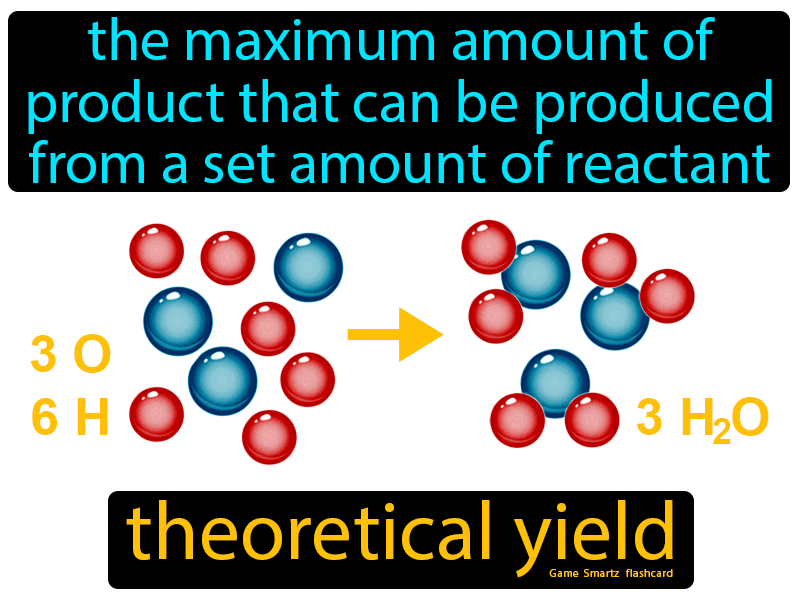 the maximum amount of
product that can be produced
from a set amount of reactant
3 O
6 H
3 H₂O
theoretical yield
Game Smartz flashcard